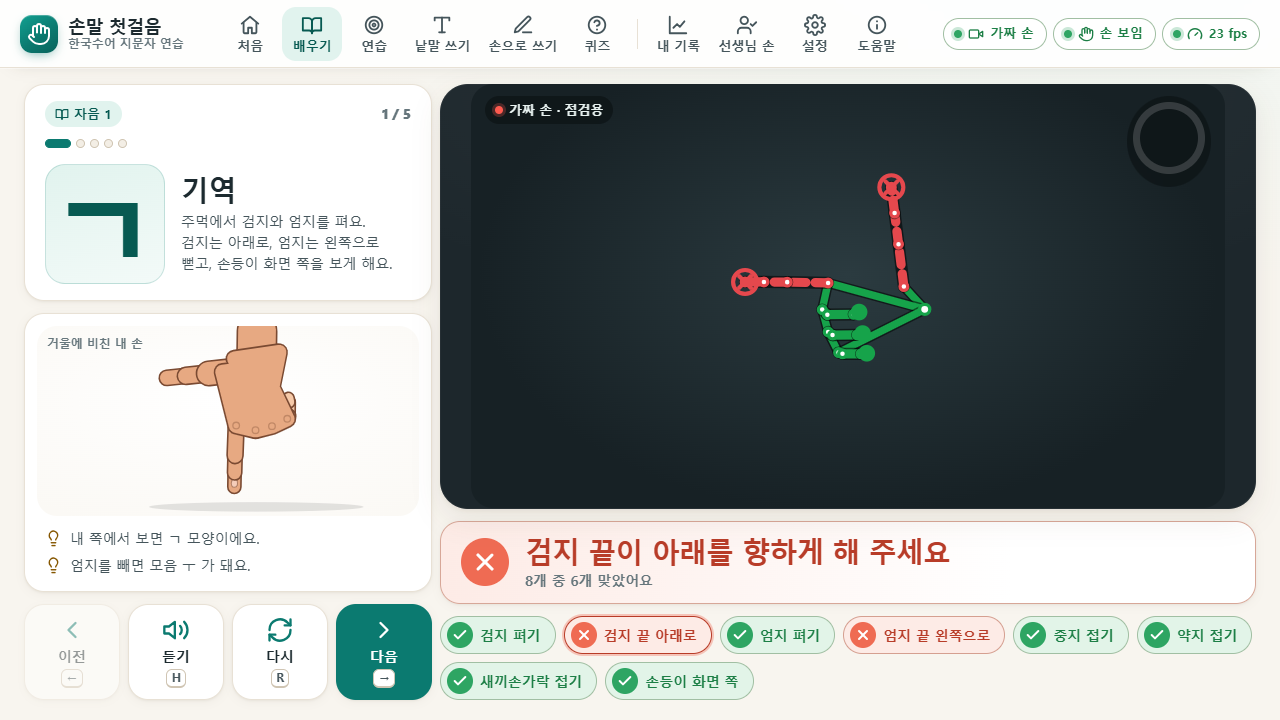 손말 첫걸음
한국수어 지문자 연습
처음
배우기
연습
낱말 쓰기
손으로 쓰기
퀴즈
내 기록
선생님 손
설정
도움말
가짜 손
손 보임
23 fps
자음 1
1 / 5
ㄱ
기역
주먹에서 검지와 엄지를 펴요.
검지는 아래로, 엄지는 왼쪽으로
뻗고, 손등이 화면 쪽을 보게 해요.
거울에 비친 내 손
내 쪽에서 보면 ㄱ 모양이에요.
엄지를 빼면 모음 ㅜ 가 돼요.
이전
←
듣기
H
다시
R
다음
→
가짜 손 · 점검용
검지 끝이 아래를 향하게 해 주세요
8개 중 6개 맞았어요
검지 펴기
검지 끝 아래로
엄지 펴기
엄지 끝 왼쪽으로
중지 접기
약지 접기
새끼손가락 접기
손등이 화면 쪽